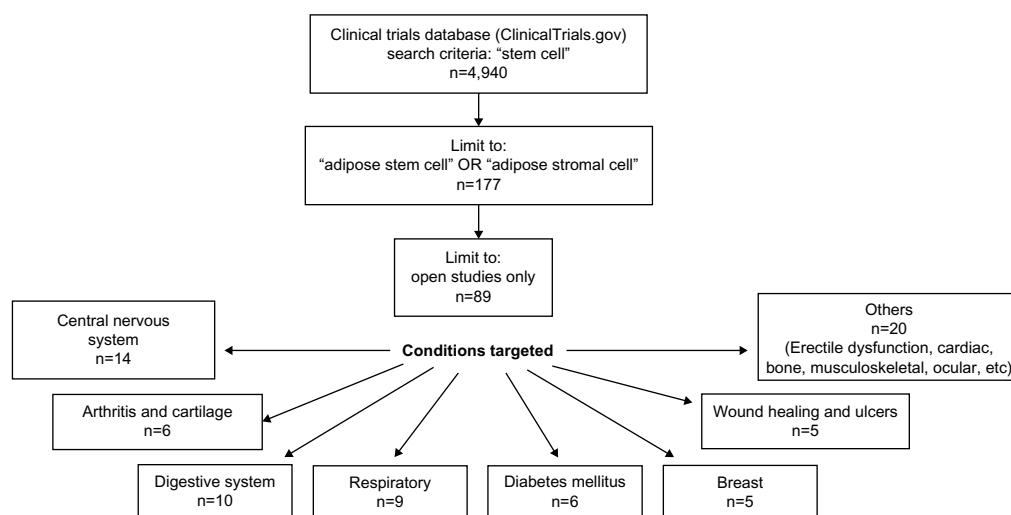 Clinical trials database (ClinicalTrials.gov)
search criteria: “stem cell”
n=4,940
Limit to:
“adipose stem cell” OR “adipose stromal cell”
n=177
Limit to:
open studies only
n=89
Central nervous
system
n=14
Conditions targeted
Others
n=20
(Erectile dysfunction, cardiac,
bone, musculoskeletal, ocular, etc)
Arthritis and cartilage
n=6
Wound healing and ulcers
n=5
Digestive system
n=10
Respiratory
n=9
Diabetes mellitus
n=6
Breast
n=5